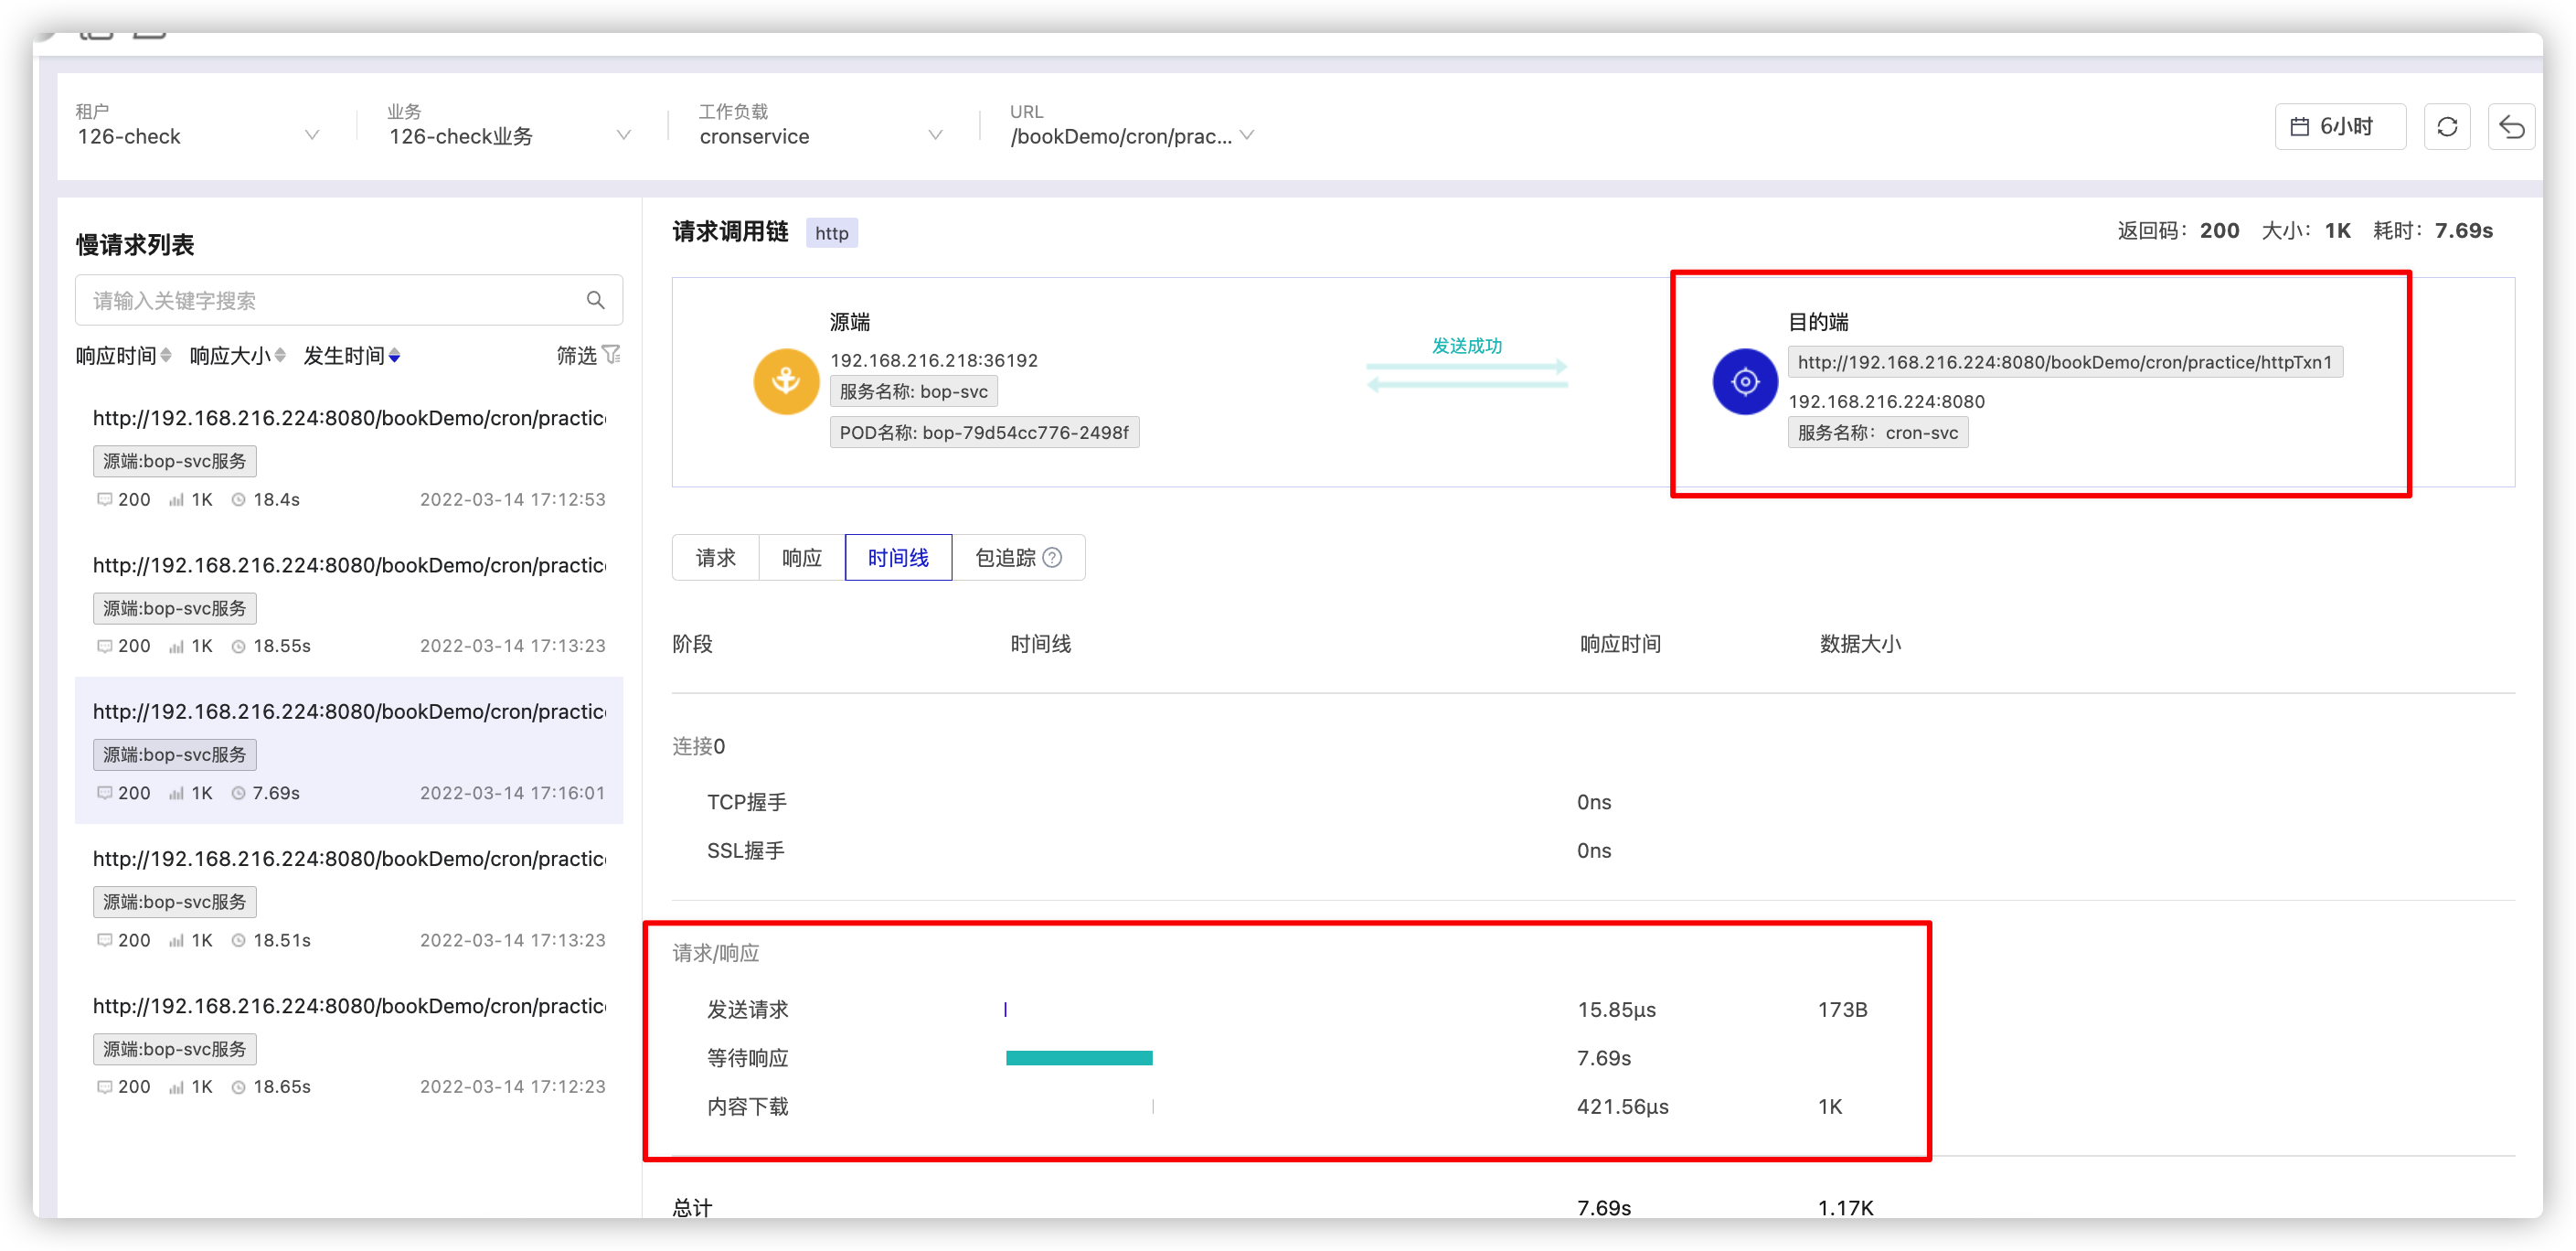 租户
126-check
业务
126-check业务
工作负载
cronservice
URL
/bookDemo/cron/prac...
6小时
慢请求列表
请输入关键字搜索
响应时间 响应大小 发生时间 筛选
http://192.168.216.224:8080/bookDemo/cron/practic
源端:bop-svc服务
200 1K 18.4s 2022-03-14 17:12:53
http://192.168.216.224:8080/bookDemo/cron/practic
源端:bop-svc服务
200 1K 18.55s 2022-03-14 17:13:23
http://192.168.216.224:8080/bookDemo/cron/practic
源端:bop-svc服务
200 1K 7.69s 2022-03-14 17:16:01
http://192.168.216.224:8080/bookDemo/cron/practic
源端:bop-svc服务
200 1K 18.51s 2022-03-14 17:13:23
http://192.168.216.224:8080/bookDemo/cron/practic
源端:bop-svc服务
200 1K 18.65s 2022-03-14 17:12:23
请求调用链 http
返回码：200 大小：1K 耗时：7.69s
源端
192.168.216.218:36192
服务名称: bop-svc
POD名称: bop-79d54cc776-2498f
发送成功
目的端
http://192.168.216.224:8080/bookDemo/cron/practice/httpTxn1
192.168.216.224:8080
服务名称：cron-svc
请求 响应 时间线 包追踪 ?
阶段 时间线 响应时间 数据大小
连接0
TCP握手 0ns
SSL握手 0ns
请求/响应
发送请求 15.85μs 173B
等待响应 7.69s
内容下载 421.56μs 1K
总计 7.69s 1.17K